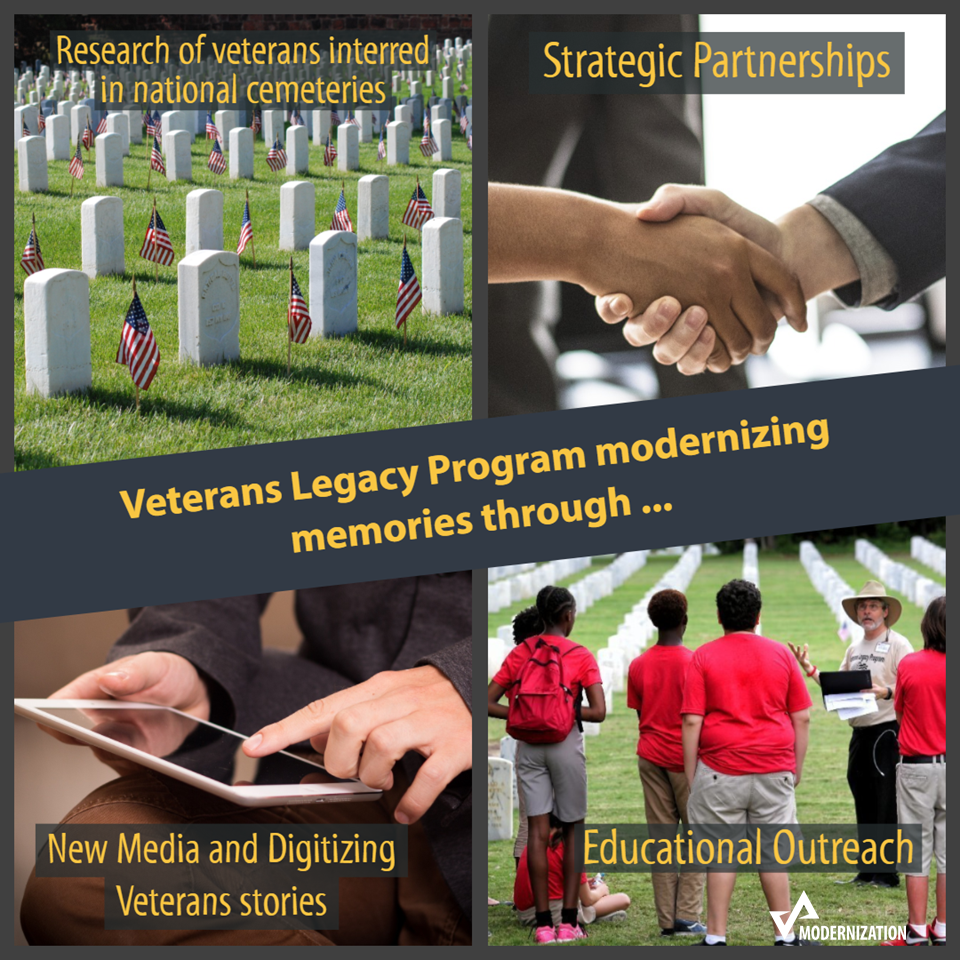 Research of veterans interred
in national cemeteries
Strategic Partnerships
Veterans Legacy Program modernizing
memories through ...
New Media and Digitizing
Veterans stories
Educational Outreach
MODERNIZATION